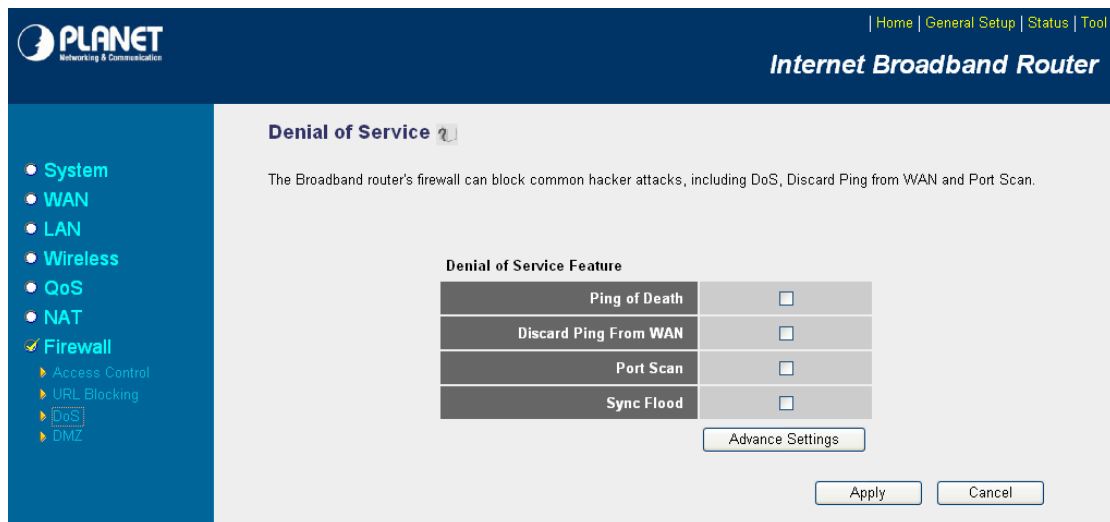 PLANET
Networking & Communication
| Home | General Setup | Status | Tool
Internet Broadband Router
System
WAN
LAN
Wireless
QoS
NAT
Firewall
Access Control
URL Blocking
DoS
DMZ
Denial of Service
The Broadband router's firewall can block common hacker attacks, including DoS, Discard Ping from WAN and Port Scan.
Denial of Service Feature
Ping of Death
Discard Ping From WAN
Port Scan
Sync Flood
Advance Settings
Apply
Cancel